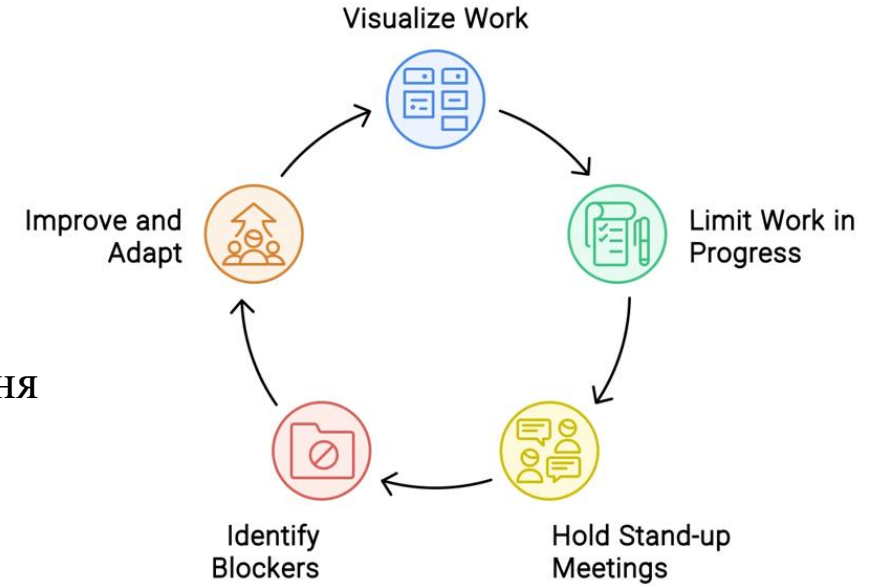 Visualize Work
Improve and
Adapt
Limit Work in
Progress
ня
Identify
Blockers
Hold Stand-up
Meetings